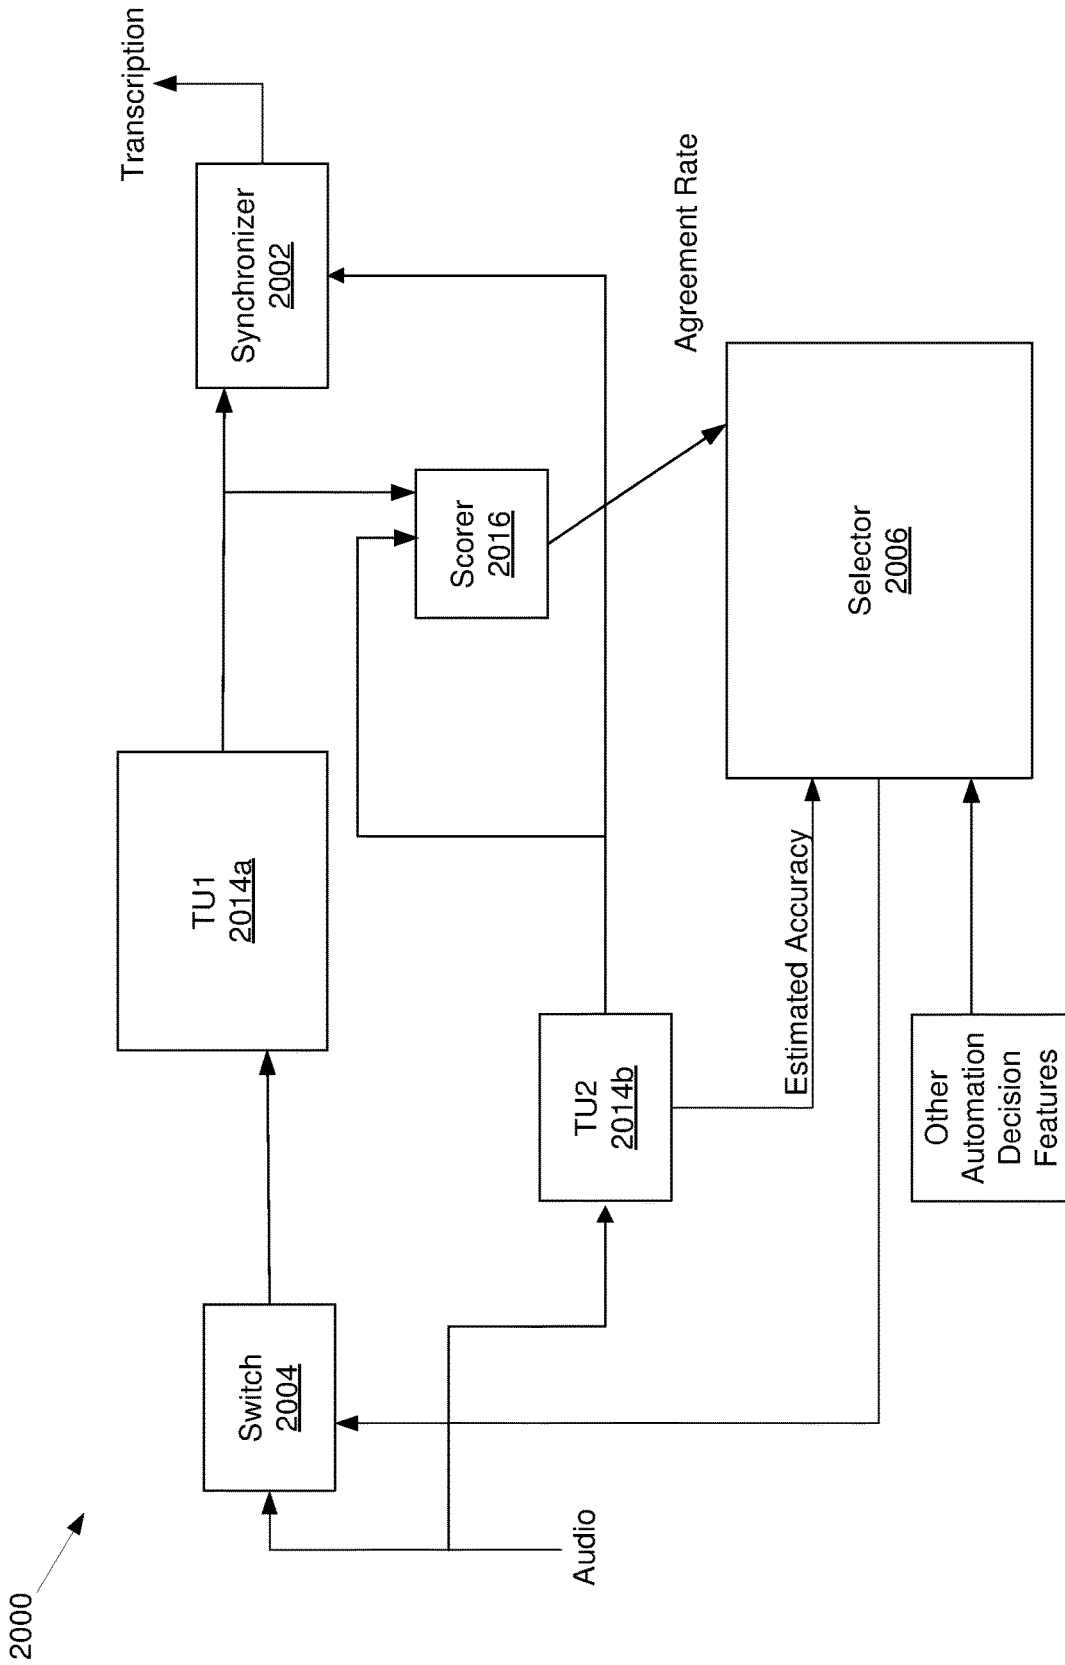 2000
Audio
Switch
2004
TU1
2014a
TU2
2014b
Estimated Accuracy
Other
Automation
Decision
Features
Scorer
2016
Synchronizer
2002
Transcription
Agreement Rate
Selector
2006